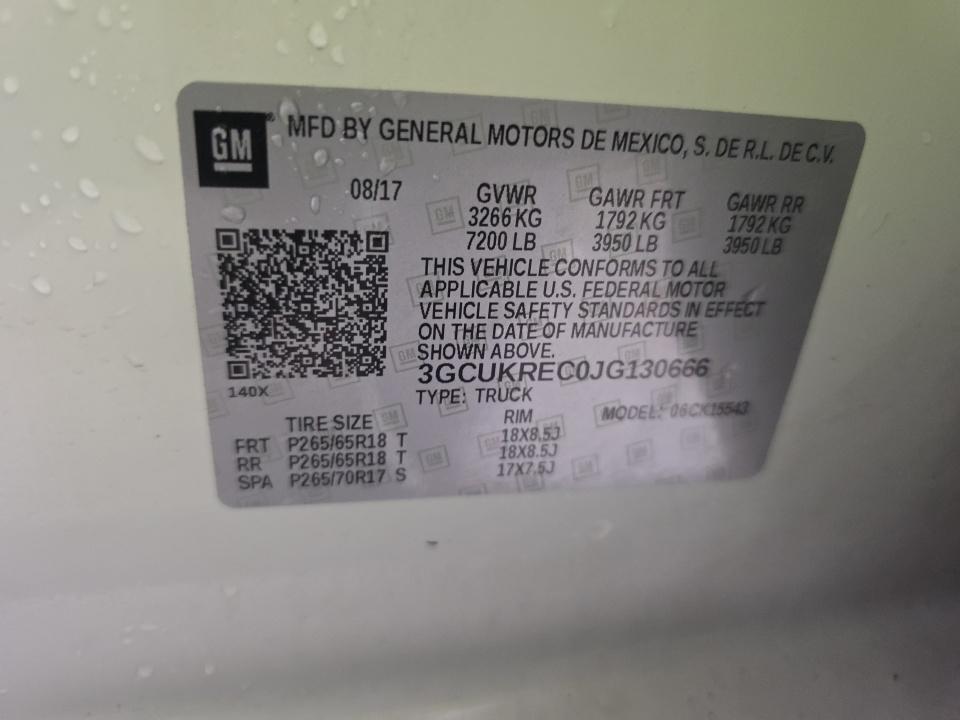 GM® MFD BY GENERAL MOTORS DE MEXICO, S. DE R.L. DE C.V.
08/17 GVWR GAWR FRT GAWR RR
3266 KG 1792 KG 1792 KG
7200 LB 3950 LB 3950 LB
THIS VEHICLE CONFORMS TO ALL
APPLICABLE U.S. FEDERAL MOTOR
VEHICLE SAFETY STANDARDS IN EFFECT
ON THE DATE OF MANUFACTURE
SHOWN ABOVE.
3GCUKREC0JG130666
140X
TYPE: TRUCK
TIRE SIZE RIM MODEL: 06CK15543
FRT P265/65R18 T 18X8.5J
RR P265/65R18 T 18X8.5J
SPA P265/70R17 S 17X7.5J